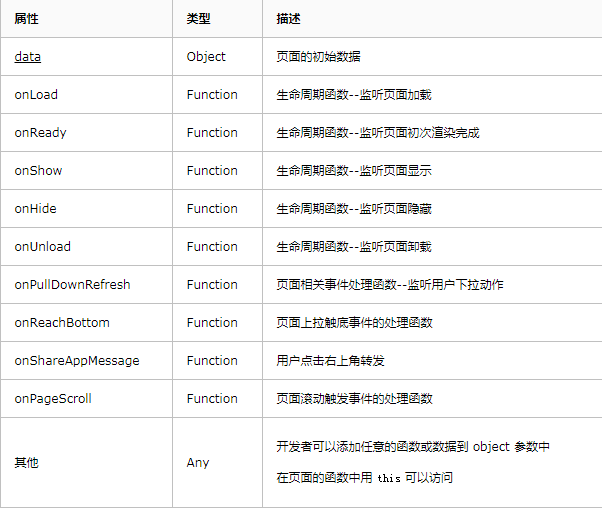 属性 类型 描述
data Object 页面的初始数据
onLoad Function 生命周期函数--监听页面加载
onReady Function 生命周期函数--监听页面初次渲染完成
onShow Function 生命周期函数--监听页面显示
onHide Function 生命周期函数--监听页面隐藏
onUnload Function 生命周期函数--监听页面卸载
onPullDownRefresh Function 页面相关事件处理函数--监听用户下拉动作
onReachBottom Function 页面上拉触底事件的处理函数
onShareAppMessage Function 用户点击右上角转发
onPageScroll Function 页面滚动触发事件的处理函数
其他 Any 开发者可以添加任意的函数或数据到 object 参数中
在页面的函数中用 this 可以访问